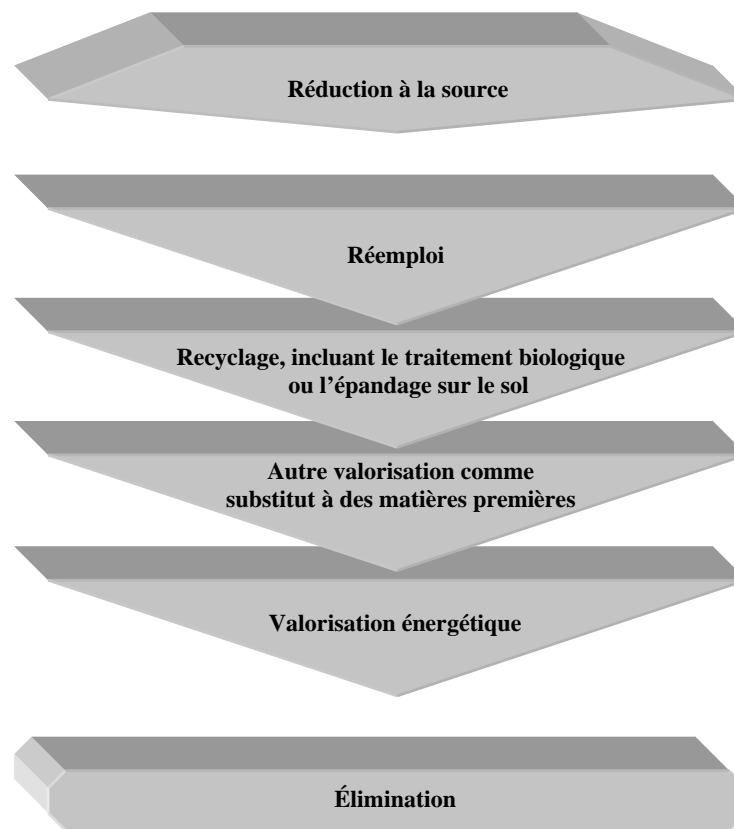 Réduction à la source
Réemploi
Recyclage, incluant le traitement biologique
ou l’épandage sur le sol
Autre valorisation comme
substitut à des matières premières
Valorisation énergétique
Élimination